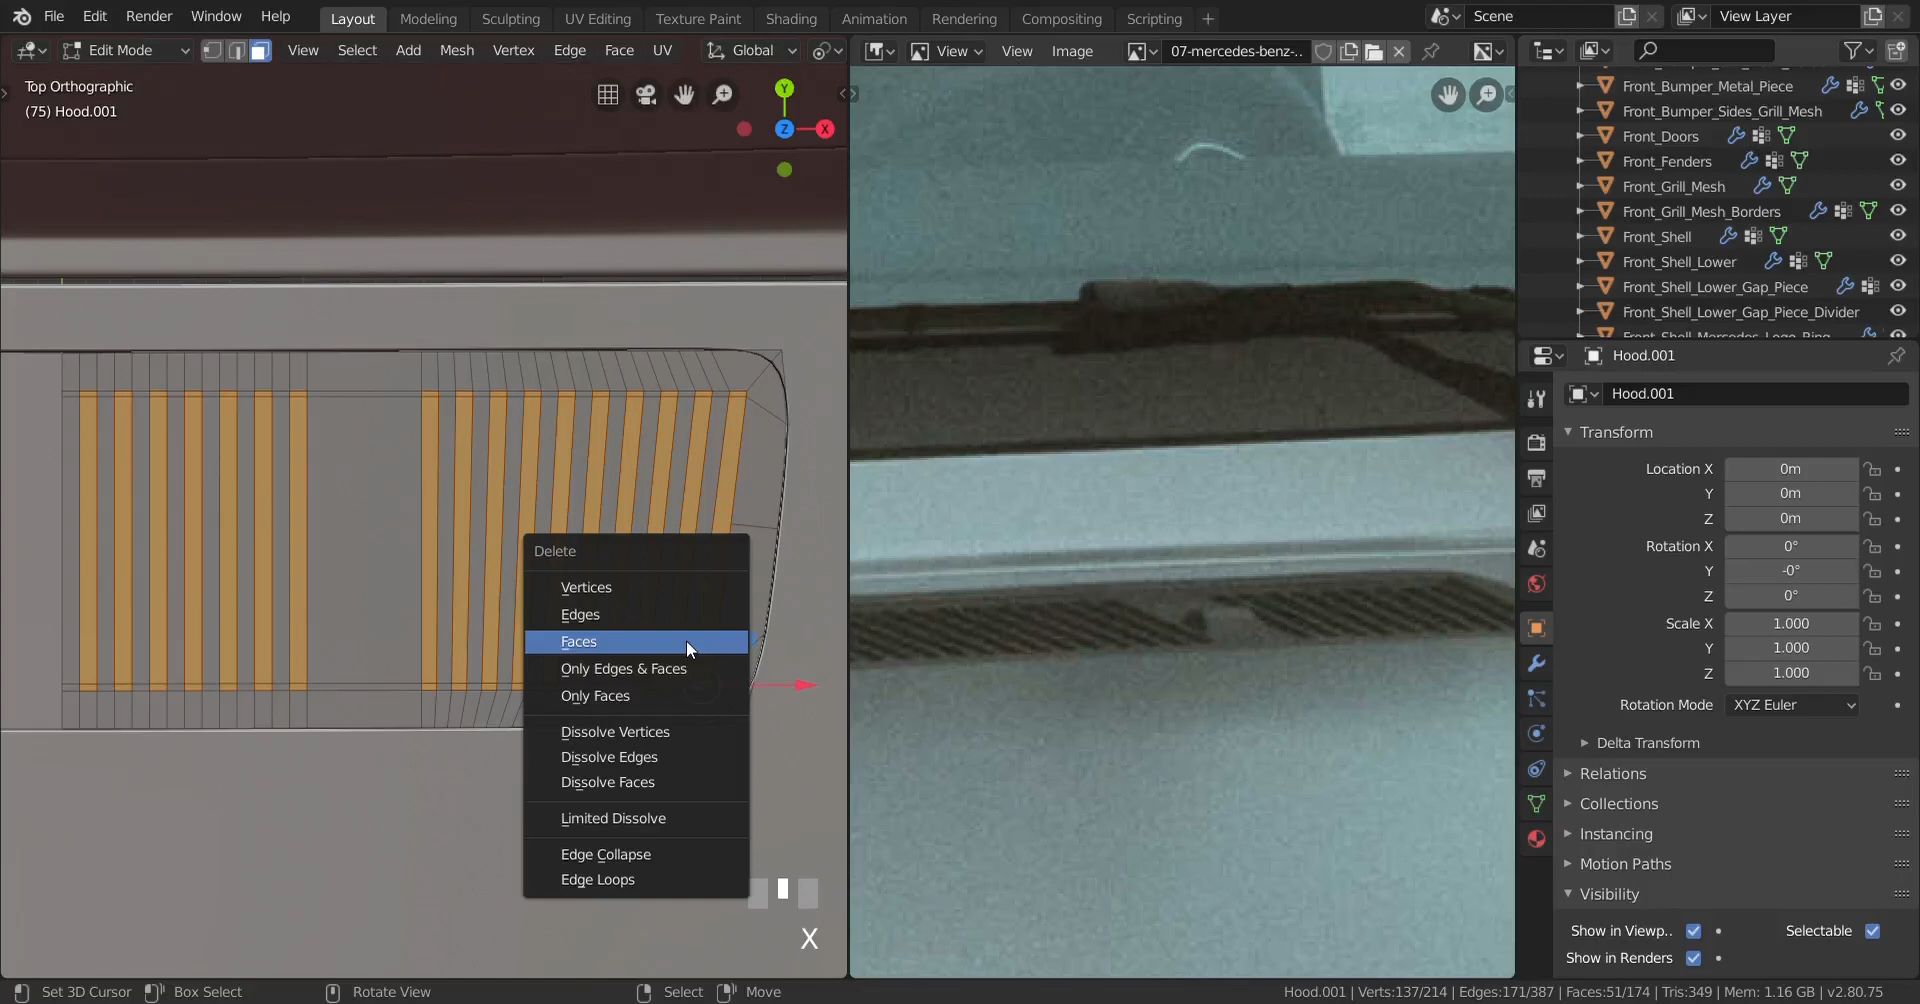 File Edit Render Window Help Layout Modeling Sculpting UV Editing Texture Paint Shading Animation Rendering Compositing Scripting + Scene View Layer
Edit Mode View Select Add Mesh Vertex Edge Face UV Global View View Image 07-mercedes-benz-..
Top Orthographic
(75) Hood.001
Y
Z
X
Front_Bumper_Metal_Piece
Front_Bumper_Sides_Grill_Mesh
Front_Doors
Front_Fenders
Front_Grill_Mesh
Front_Grill_Mesh_Borders
Front_Shell
Front_Shell_Lower
Front_Shell_Lower_Gap_Piece
Front_Shell_Lower_Gap_Piece_Divider
Front_Shell_Mercedes_Logo_Ring
Hood.001
Hood.001
Transform
Location X 0m
Y 0m
Z 0m
Rotation X 0°
Y -0°
Z 0°
Scale X 1.000
Y 1.000
Z 1.000
Rotation Mode XYZ Euler
Delta Transform
Relations
Collections
Instancing
Motion Paths
Visibility
Show in Viewp.. Selectable
Show in Renders
Delete
Vertices
Edges
Faces
Only Edges & Faces
Only Faces
Dissolve Vertices
Dissolve Edges
Dissolve Faces
Limited Dissolve
Edge Collapse
Edge Loops
X
Set 3D Cursor Box Select Rotate View Select Move Hood.001 | Verts:137/214 | Edges:171/387 | Faces:51/174 | Tris:349 | Mem: 1.16 GB | v2.80.75